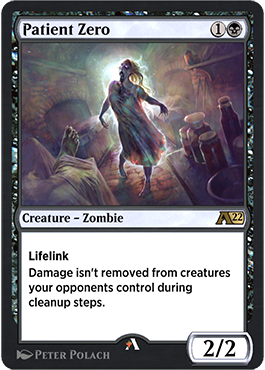 Patient Zero 1
Creature – Zombie A22
Lifelink
Damage isn't removed from creatures
your opponents control during
cleanup steps.
2/2
Peter Polach